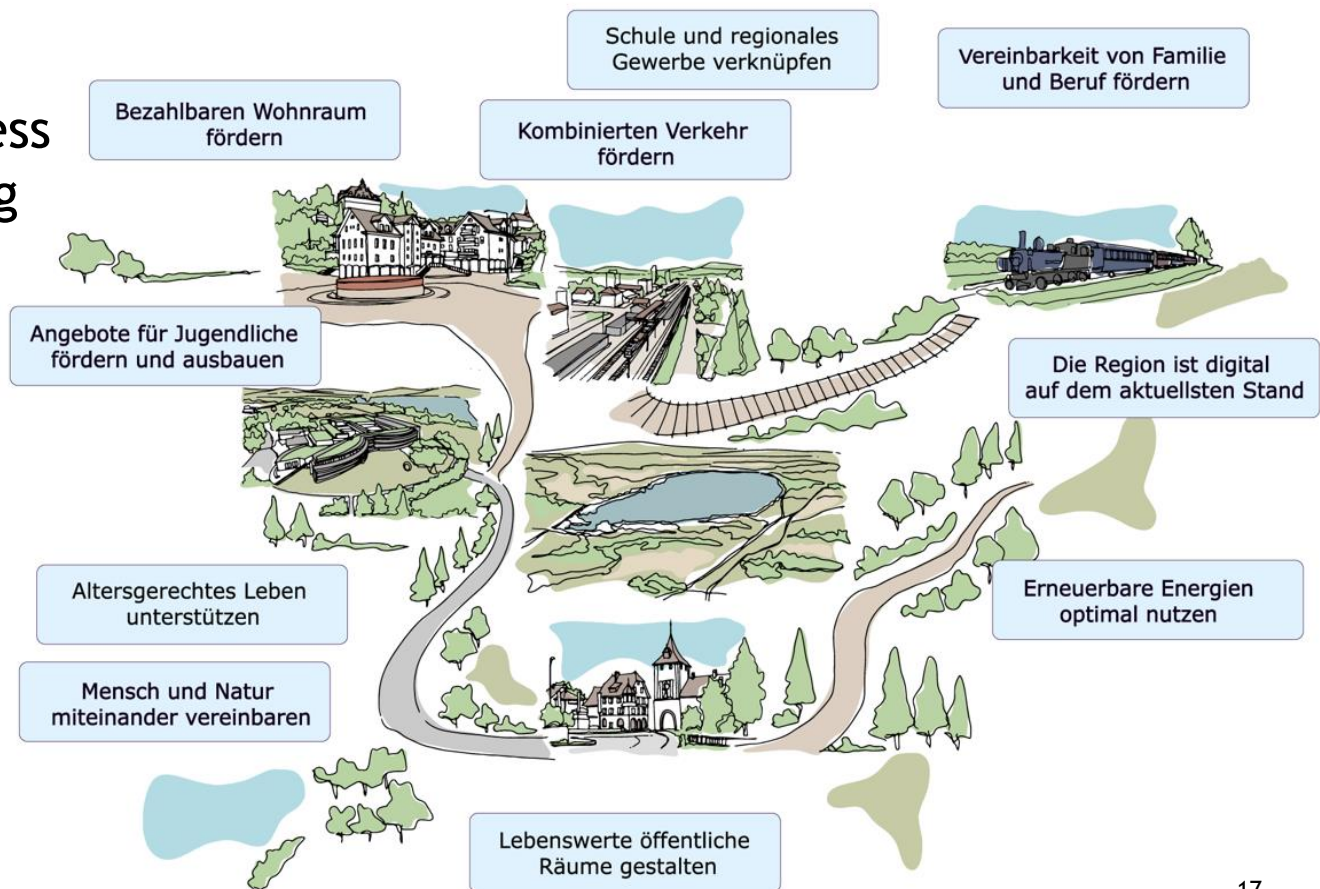 Schule und regionales
Gewerbe verknüpfen
Vereinbarkeit von Familie
und Beruf fördern
Bezahlbaren Wohnraum
fördern
Kombinierten Verkehr
fördern
Angebote für Jugendliche
fördern und ausbauen
Die Region ist digital
auf dem aktuellsten Stand
Altersgerechtes Leben
unterstützen
Erneuerbare Energien
optimal nutzen
Mensch und Natur
miteinander vereinbaren
Lebenswerte öffentliche
Räume gestalten